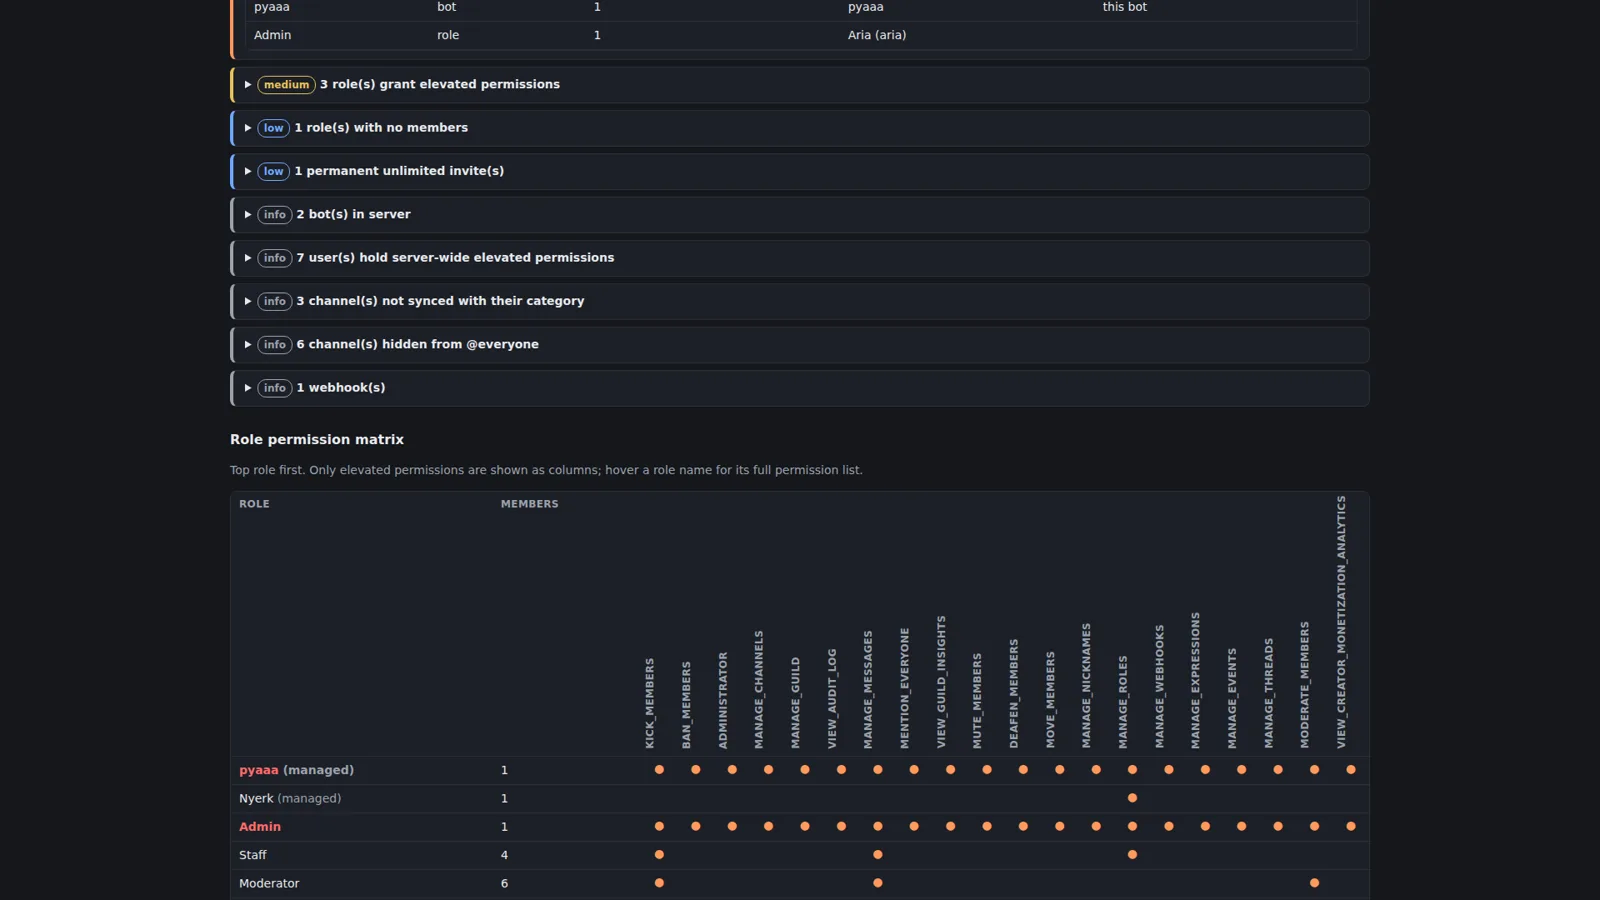 pyaaa bot 1 pyaaa this bot
Admin role 1 Aria (aria)
medium 3 role(s) grant elevated permissions
low 1 role(s) with no members
low 1 permanent unlimited invite(s)
info 2 bot(s) in server
info 7 user(s) hold server-wide elevated permissions
info 3 channel(s) not synced with their category
info 6 channel(s) hidden from @everyone
info 1 webhook(s)
Role permission matrix
Top role first. Only elevated permissions are shown as columns; hover a role name for its full permission list.
ROLE MEMBERS
KICK_MEMBERS
BAN_MEMBERS
ADMINISTRATOR
MANAGE_CHANNELS
MANAGE_GUILD
VIEW_AUDIT_LOG
MANAGE_MESSAGES
MENTION_EVERYONE
VIEW_GUILD_INSIGHTS
MUTE_MEMBERS
DEAFEN_MEMBERS
MOVE_MEMBERS
MANAGE_NICKNAMES
MANAGE_ROLES
MANAGE_WEBHOOKS
MANAGE_EXPRESSIONS
MANAGE_EVENTS
MANAGE_THREADS
MODERATE_MEMBERS
VIEW_CREATOR_MONETIZATION_ANALYTICS
pyaaa (managed) 1
Nyerk (managed) 1
Admin 1
Staff 4
Moderator 6